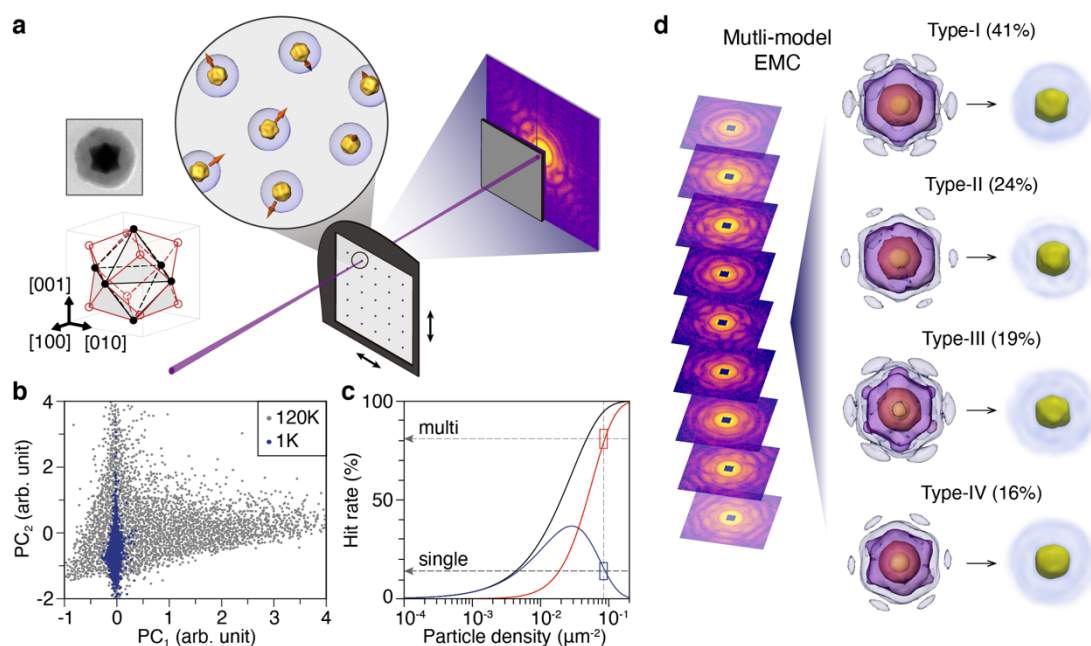 a
[001]
[100]
[010]
b
4
2
0
-2
PC2 (arb. unit)
-1
0
1
2
3
4
PC1 (arb. unit)
120K
1K
c
100
50
0
Hit rate (%)
multi
single
10-4
10-3
10-2
10-1
Particle density (µm-2)
d
Mutli-model
EMC
Type-I (41%)
Type-II (24%)
Type-III (19%)
Type-IV (16%)